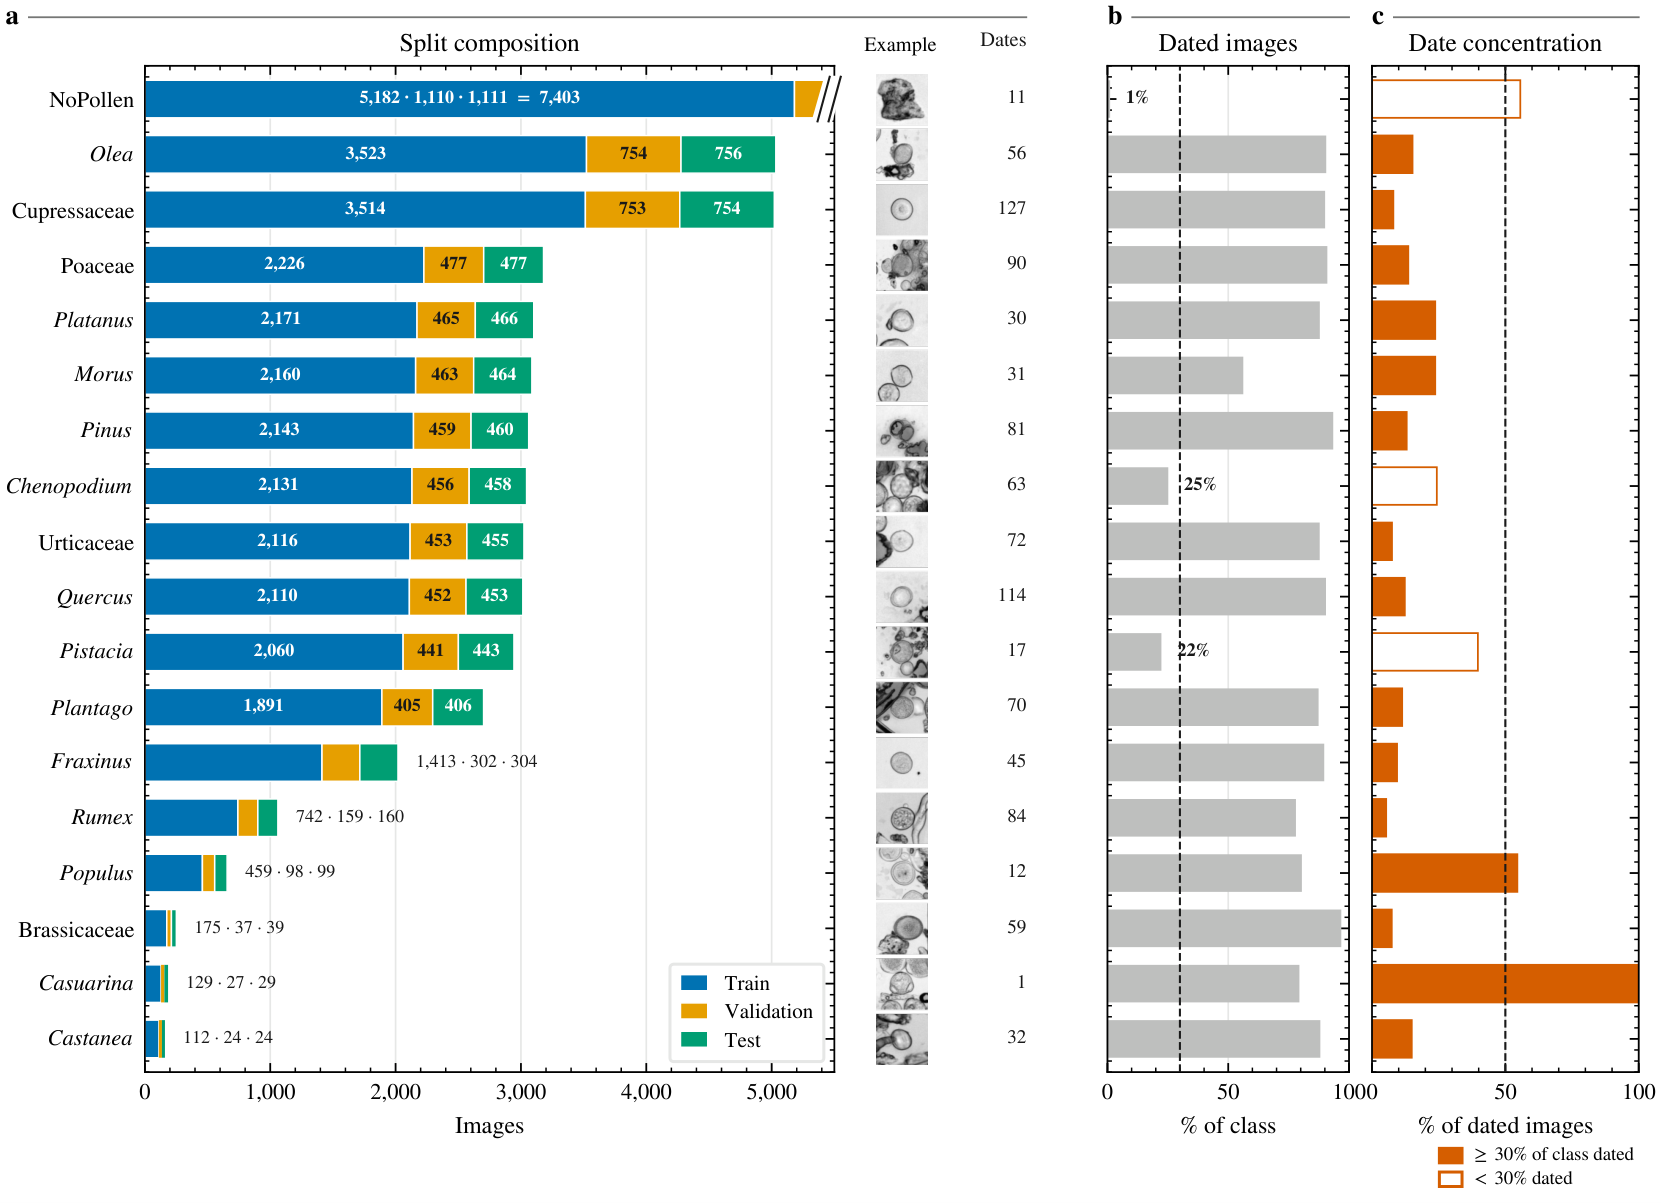 a
b
c
Split composition
Example
Dates
Dated images
Date concentration
NoPollen
5,182 · 1,110 · 1,111 = 7,403
11
1%
Olea
3,523
754
756
56
Cupressaceae
3,514
753
754
127
Poaceae
2,226
477
477
90
Platanus
2,171
465
466
30
Morus
2,160
463
464
31
Pinus
2,143
459
460
81
Chenopodium
2,131
456
458
63
25%
Urticaceae
2,116
453
455
72
Quercus
2,110
452
453
114
Pistacia
2,060
441
443
17
22%
Plantago
1,891
405
406
70
Fraxinus
1,413 · 302 · 304
45
Rumex
742 · 159 · 160
84
Populus
459 · 98 · 99
12
Brassicaceae
175 · 37 · 39
59
Casuarina
129 · 27 · 29
1
Castanea
112 · 24 · 24
32
Train
Validation
Test
0
1,000
2,000
3,000
4,000
5,000
Images
0
50
100
% of class
0
50
100
% of dated images
≥ 30% of class dated
< 30% dated